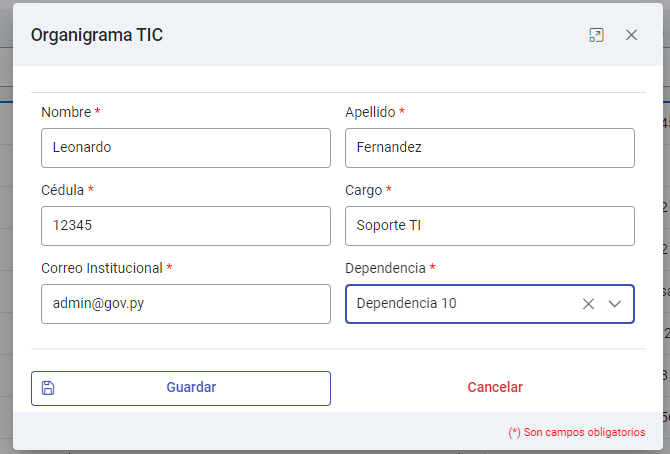 Organigrama TIC
Nombre * Apellido *
Leonardo Fernandez
Cédula * Cargo *
12345 Soporte TI
Correo Institucional * Dependencia *
admin@gov.py Dependencia 10
Guardar Cancelar
(*) Son campos obligatorios